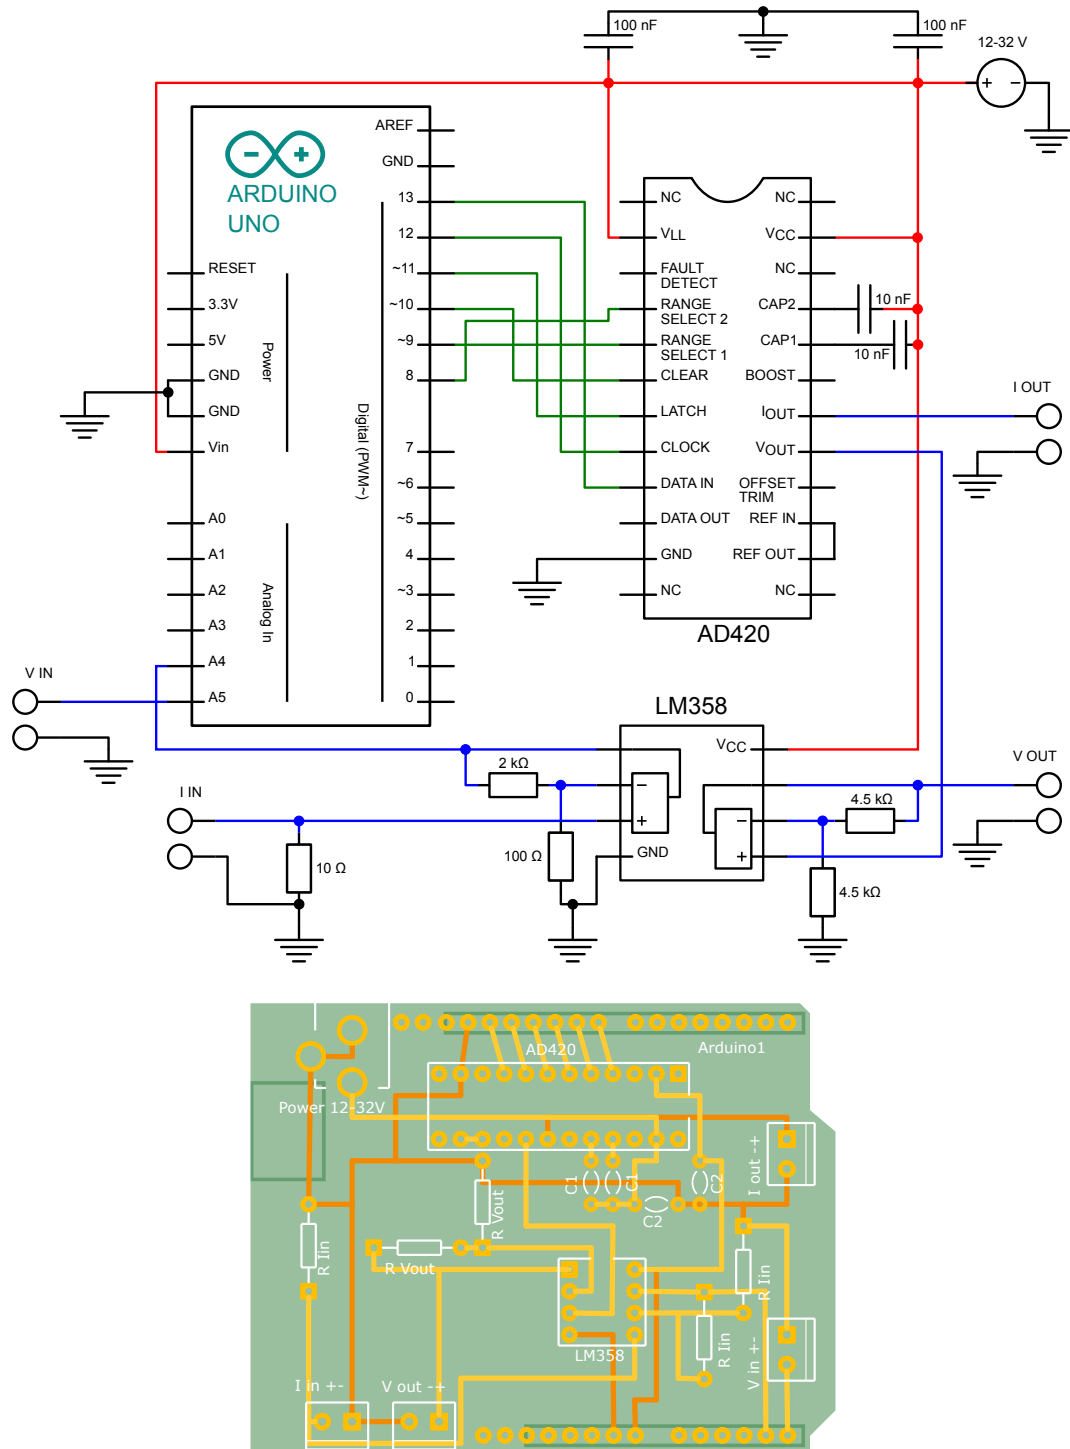 100 nF
100 nF
12-32 V
+
−
− +
ARDUINO
UNO
AREF
GND
13
12
~11
~10
~9
8
7
~6
~5
4
~3
2
1
0
RESET
3.3V
5V
GND
GND
Vin
A0
A1
A2
A3
A4
A5
Power
Analog In
Digital (PWM~)
NC
VLL
FAULT
DETECT
RANGE
SELECT 2
RANGE
SELECT 1
CLEAR
LATCH
CLOCK
DATA IN
DATA OUT
GND
NC
NC
VCC
NC
CAP2
CAP1
BOOST
IOUT
VOUT
OFFSET
TRIM
REF IN
REF OUT
NC
AD420
10 nF
10 nF
I OUT
V IN
LM358
VCC
−
+
GND
−
+
V OUT
2 kΩ
4.5 kΩ
I IN
100 Ω
10 Ω
4.5 kΩ
AD420
Arduino1
Power 12-32V
I out -+
C1
C1
C2
C2
R Vout
R Vout
R Iin
R Iin
R Iin
LM358
V in +-
I in +-
V out -+